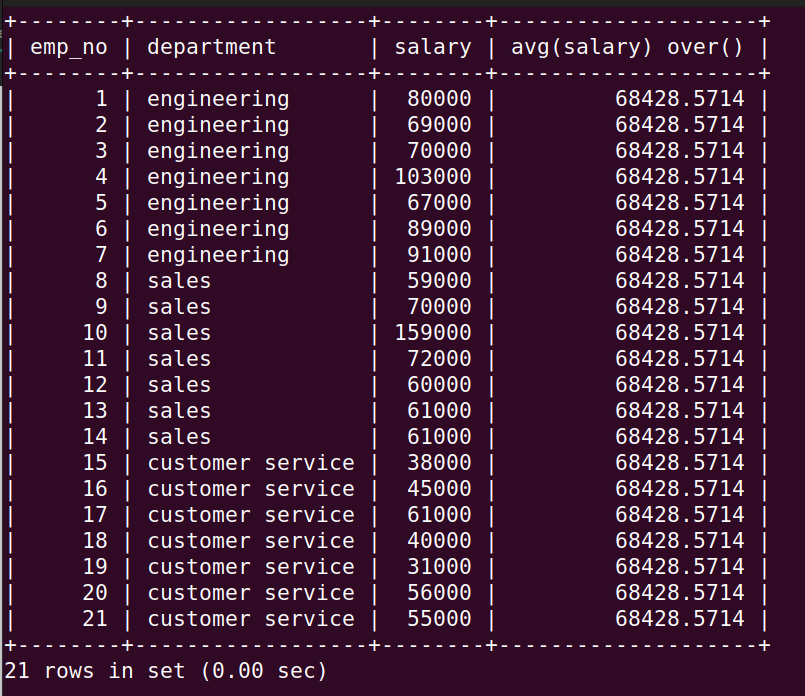 +--------+------------------+--------+--------------------+
| emp_no | department       | salary | avg(salary) over() |
+--------+------------------+--------+--------------------+
|      1 | engineering      |  80000 |         68428.5714 |
|      2 | engineering      |  69000 |         68428.5714 |
|      3 | engineering      |  70000 |         68428.5714 |
|      4 | engineering      | 103000 |         68428.5714 |
|      5 | engineering      |  67000 |         68428.5714 |
|      6 | engineering      |  89000 |         68428.5714 |
|      7 | engineering      |  91000 |         68428.5714 |
|      8 | sales            |  59000 |         68428.5714 |
|      9 | sales            |  70000 |         68428.5714 |
|     10 | sales            | 159000 |         68428.5714 |
|     11 | sales            |  72000 |         68428.5714 |
|     12 | sales            |  60000 |         68428.5714 |
|     13 | sales            |  61000 |         68428.5714 |
|     14 | sales            |  61000 |         68428.5714 |
|     15 | customer service |  38000 |         68428.5714 |
|     16 | customer service |  45000 |         68428.5714 |
|     17 | customer service |  61000 |         68428.5714 |
|     18 | customer service |  40000 |         68428.5714 |
|     19 | customer service |  31000 |         68428.5714 |
|     20 | customer service |  56000 |         68428.5714 |
|     21 | customer service |  55000 |         68428.5714 |
+--------+------------------+--------+--------------------+
21 rows in set (0.00 sec)